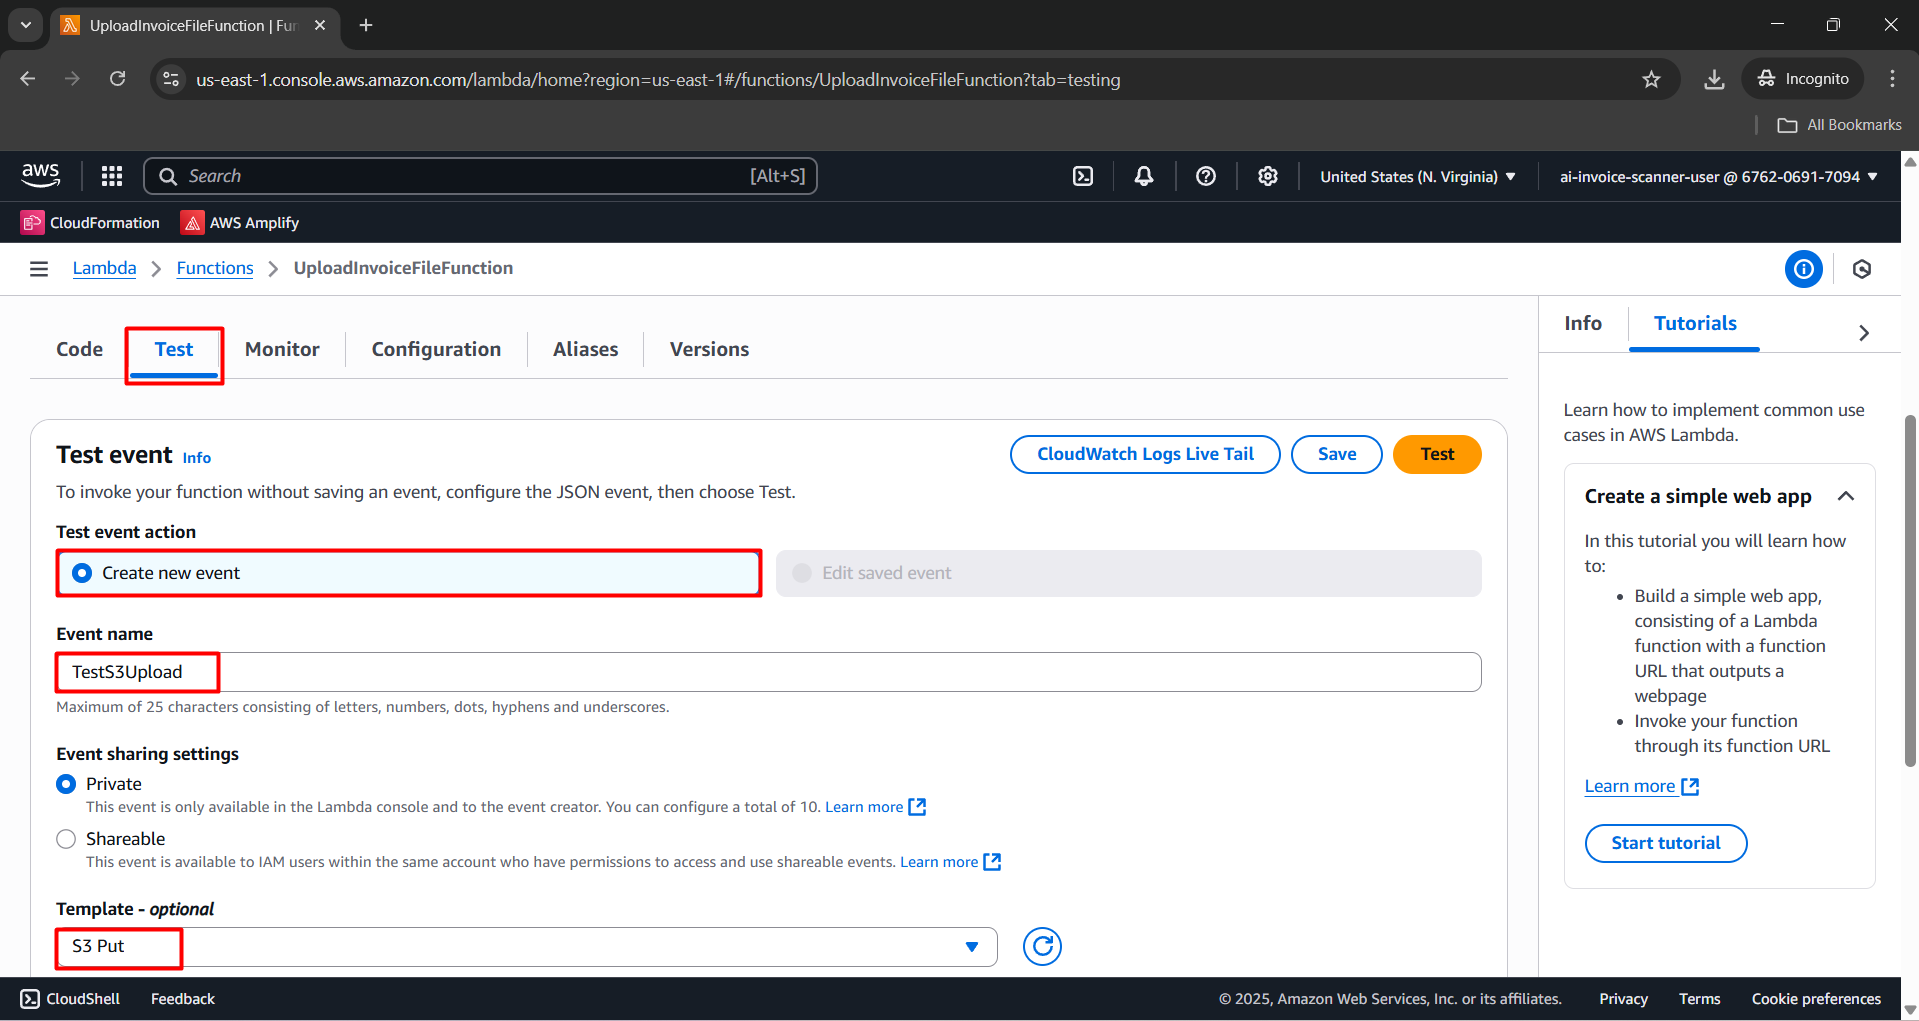 UploadInvoiceFileFunction | Fun
us-east-1.console.aws.amazon.com/lambda/home?region=us-east-1#/functions/UploadInvoiceFileFunction?tab=testing
Incognito
All Bookmarks
aws
Search
[Alt+S]
United States (N. Virginia)
ai-invoice-scanner-user @ 6762-0691-7094
CloudFormation
AWS Amplify
Lambda
Functions
UploadInvoiceFileFunction
Code
Test
Monitor
Configuration
Aliases
Versions
Test event Info
CloudWatch Logs Live Tail
Save
Test
To invoke your function without saving an event, configure the JSON event, then choose Test.
Test event action
Create new event
Edit saved event
Event name
TestS3Upload
Maximum of 25 characters consisting of letters, numbers, dots, hyphens and underscores.
Event sharing settings
Private
This event is only available in the Lambda console and to the event creator. You can configure a total of 10. Learn more
Shareable
This event is available to IAM users within the same account who have permissions to access and use shareable events. Learn more
Template - optional
S3 Put
Info
Tutorials
Learn how to implement common use
cases in AWS Lambda.
Create a simple web app
In this tutorial you will learn how
to:
• Build a simple web app,
consisting of a Lambda
function with a function
URL that outputs a
webpage
• Invoke your function
through its function URL
Learn more
Start tutorial
CloudShell
Feedback
© 2025, Amazon Web Services, Inc. or its affiliates.
Privacy
Terms
Cookie preferences